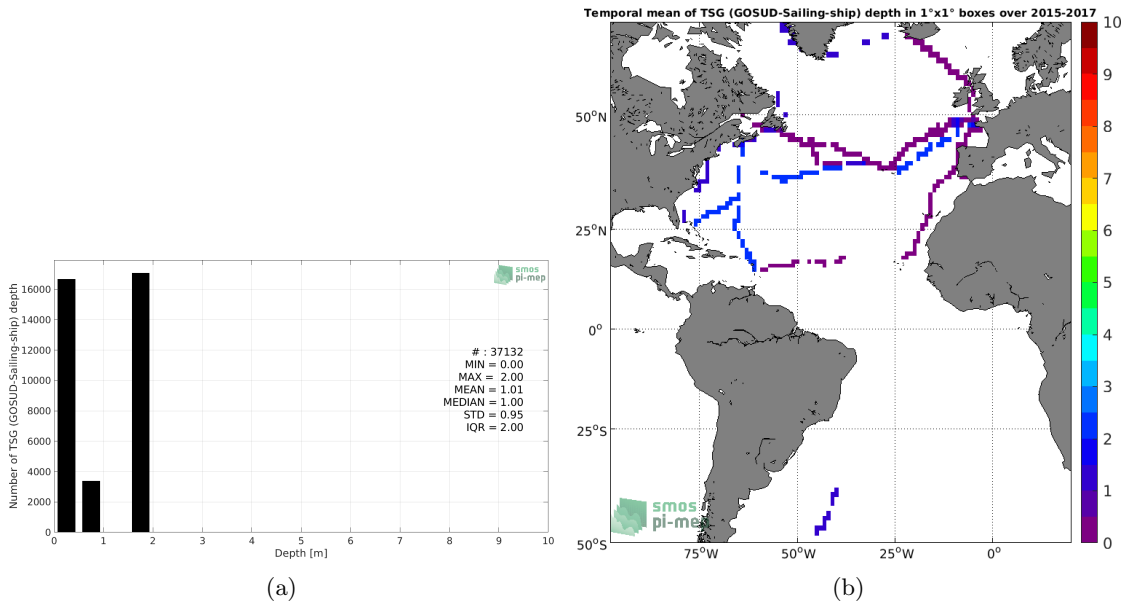 Temporal mean of TSG (GOSUD-Sailing-ship) depth in 1°x1° boxes over 2015-2017
Number of TSG (GOSUD-Sailing-ship) depth
16000
14000
12000
10000
8000
6000
4000
2000
0
smos
pi-mep
# : 37132
MIN = 0.00
MAX = 2.00
MEAN = 1.01
MEDIAN = 1.00
STD = 0.95
IQR = 2.00
0 1 2 3 4 5 6 7 8 9 10
Depth [m]
(a)
50°N
25°N
0°
25°S
50°S
smos
pi-mep
75°W 50°W 25°W 0°
10
9
8
7
6
5
4
3
2
1
0
(b)